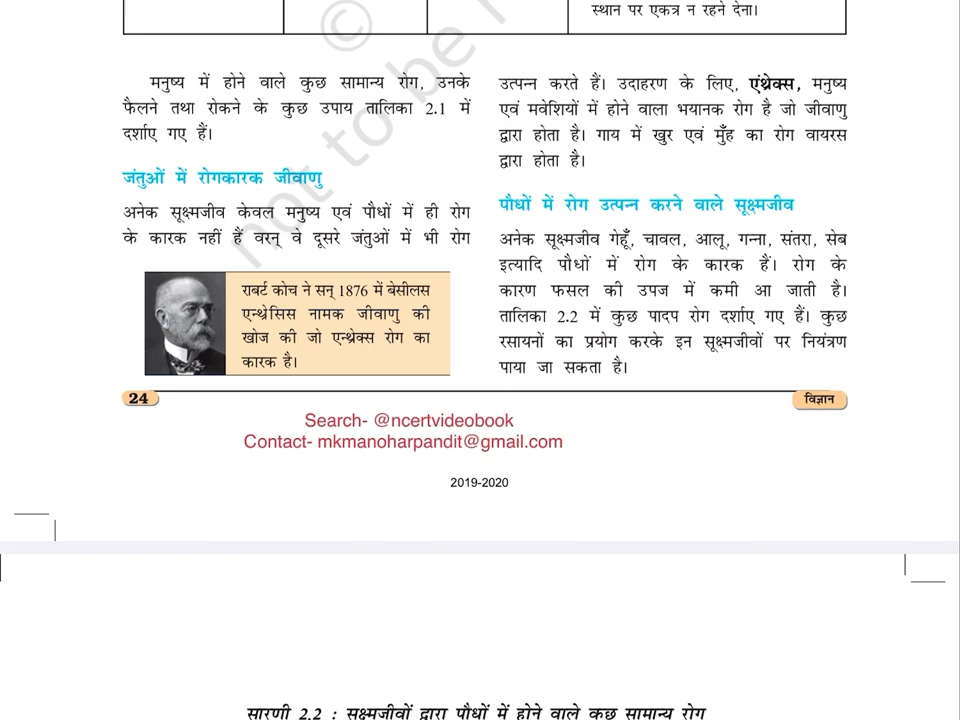 स्थान पर एकत्र न रहने देना।
©
not to be r
मनुष्य में होने वाले कुछ सामान्य रोग, उनके
फैलने तथा रोकने के कुछ उपाय तालिका 2.1 में
दर्शाए गए हैं।
जंतुओं में रोगकारक जीवाणु
अनेक सूक्ष्मजीव केवल मनुष्य एवं पौधों में ही रोग
के कारक नहीं हैं वरन् वे दूसरे जंतुओं में भी रोग
राबर्ट कोच ने सन् 1876 में बेसीलस
एन्थ्रेसिस नामक जीवाणु की
खोज की जो एन्थ्रेक्स रोग का
कारक है।
उत्पन्न करते हैं। उदाहरण के लिए, एंथ्रेक्स, मनुष्य
एवं मवेशियों में होने वाला भयानक रोग है जो जीवाणु
द्वारा होता है। गाय में खुर एवं मुँह का रोग वायरस
द्वारा होता है।
पौधों में रोग उत्पन्न करने वाले सूक्ष्मजीव
अनेक सूक्ष्मजीव गेहूँ, चावल, आलू, गन्ना, संतरा, सेब
इत्यादि पौधों में रोग के कारक हैं। रोग के
कारण फसल की उपज में कमी आ जाती है।
तालिका 2.2 में कुछ पादप रोग दर्शाए गए हैं। कुछ
रसायनों का प्रयोग करके इन सूक्ष्मजीवों पर नियंत्रण
पाया जा सकता है।
24
विज्ञान
Search- @ncertvideobook
Contact- mkmanoharpandit@gmail.com
2019-2020
सारणी 2.2 : सूक्ष्मजीवों द्वारा पौधों में होने वाले कुछ सामान्य रोग